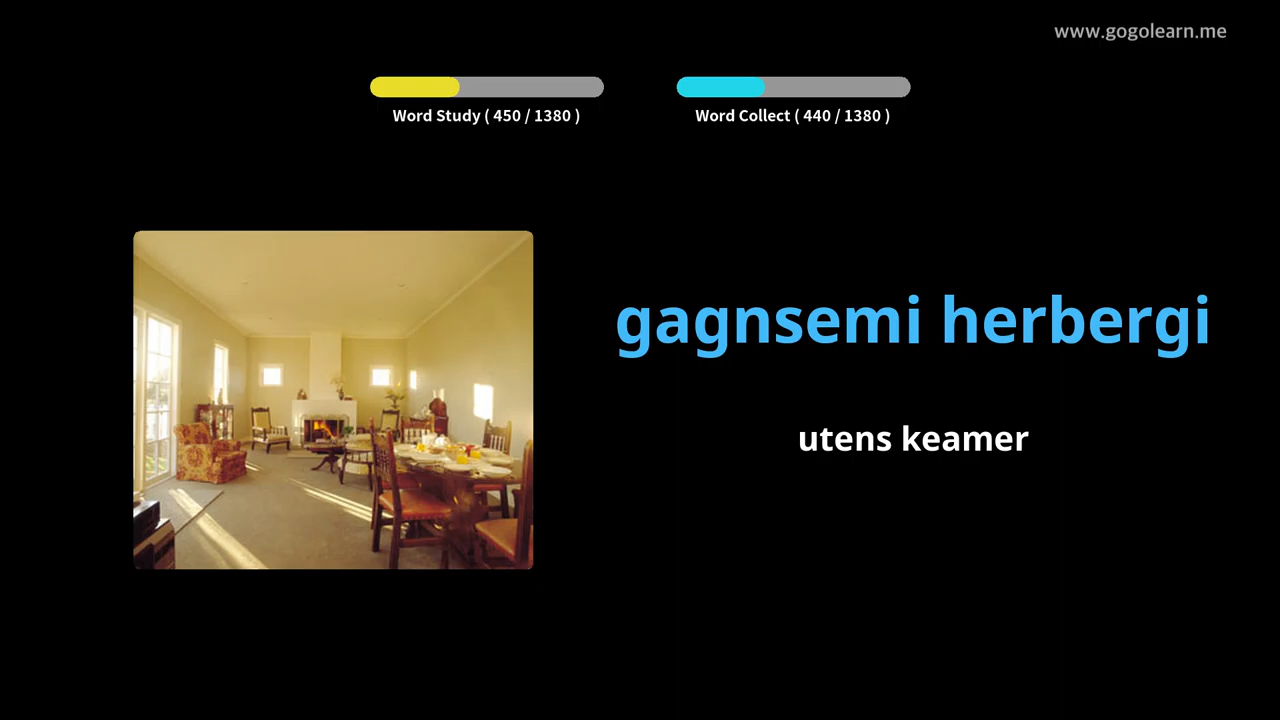 www.gogolearn.me
Word Study ( 450 / 1380 )
Word Collect ( 440 / 1380 )
gagnsemi herbergi
utens keamer